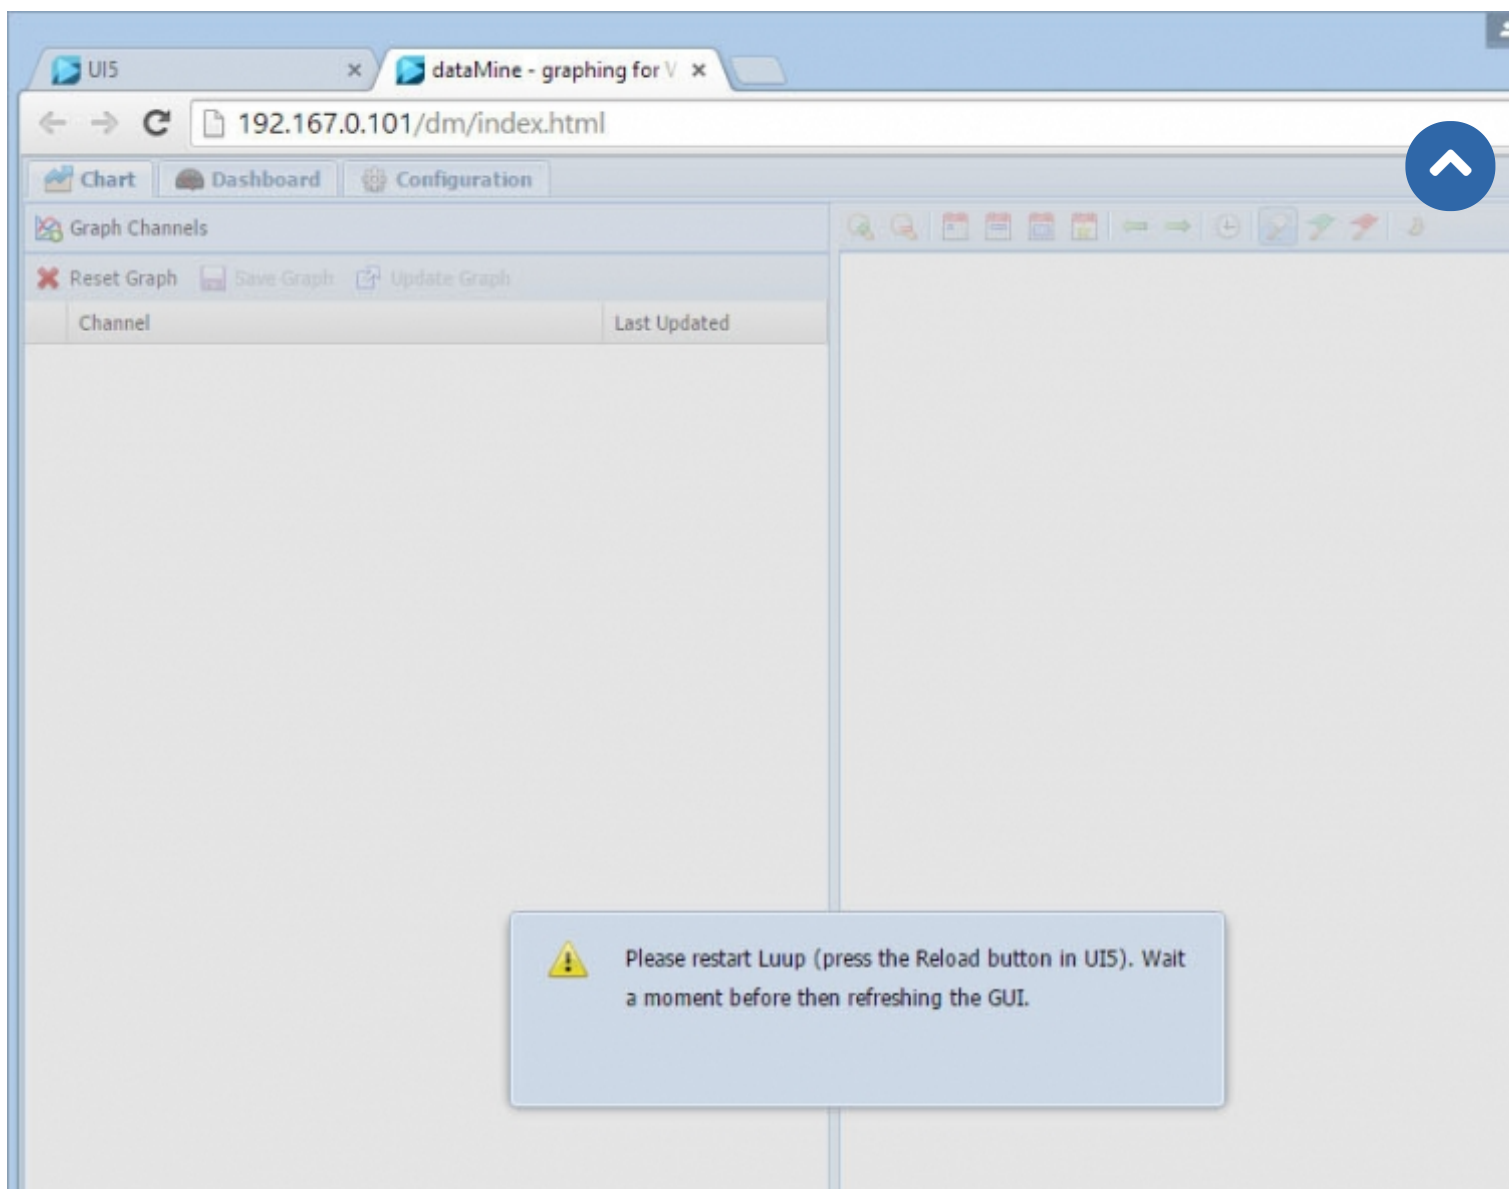 UI5
dataMine - graphing for V
192.167.0.101/dm/index.html
Chart Dashboard Configuration
Graph Channels
Reset Graph Save Graph Update Graph
Channel Last Updated
Please restart Luup (press the Reload button in UI5). Wait
a moment before then refreshing the GUI.